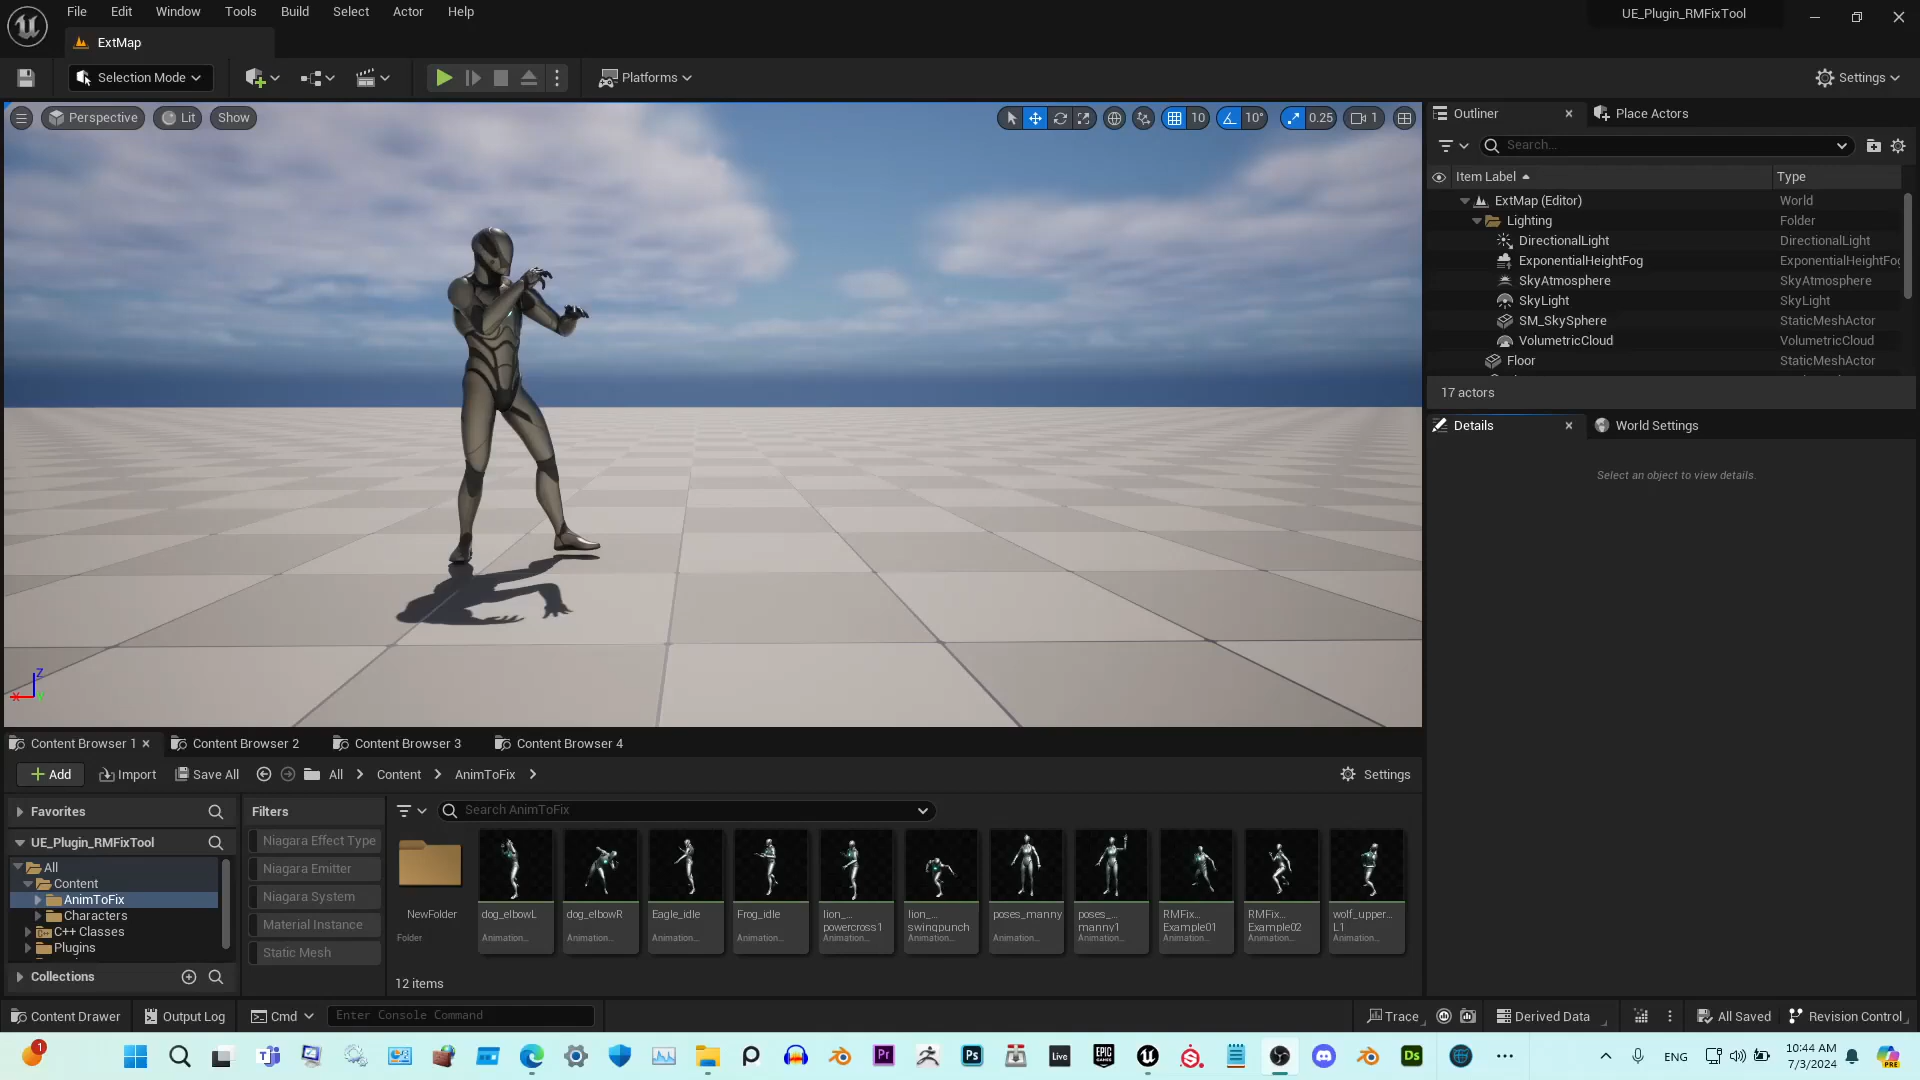 File Edit Window Tools Build Select Actor Help
UE_Plugin_RMFixTool
ExtMap
Selection Mode
Platforms
Settings
Perspective Lit Show
10 10° 0.25 1
Outliner
Place Actors
Search...
Item Label Type
ExtMap (Editor) World
Lighting Folder
DirectionalLight DirectionalLight
ExponentialHeightFog ExponentialHeightFog
SkyAtmosphere SkyAtmosphere
SkyLight SkyLight
SM_SkySphere StaticMeshActor
VolumetricCloud VolumetricCloud
Floor StaticMeshActor
17 actors
Details
World Settings
Select an object to view details.
Z
X
Y
Content Browser 1 Content Browser 2 Content Browser 3 Content Browser 4
Add Import Save All All Content AnimToFix Settings
Favorites
UE_Plugin_RMFixTool
All
Content
AnimToFix
Characters
C++ Classes
Plugins
Collections
Filters
Niagara Effect Type
Niagara Emitter
Niagara System
Material Instance
Static Mesh
Search AnimToFix
NewFolder
Folder
dog_elbowL
Animation...
dog_elbowR
Animation...
Eagle_idle
Animation...
Frog_idle
Animation...
lion_...
powercross1
Animation...
lion_...
swingpunch
Animation...
poses_manny
Animation...
poses_...
manny1
Animation...
RMFix...
Example01
Animation...
RMFix...
Example02
Animation...
wolf_upper...
L1
Animation...
12 items
Content Drawer Output Log Cmd Enter Console Command Trace Derived Data All Saved Revision Control
1
Pr
Ps
Live
EPIC
GAMES
Ds
ENG
10:44 AM
7/3/2024
PRE